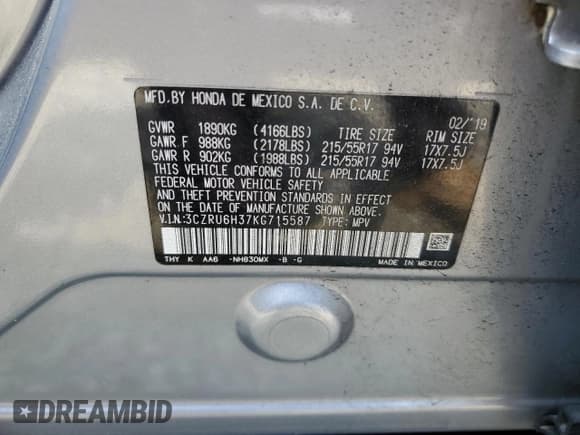 MFD.BY HONDA DE MEXICO S.A. DE C.V.
02/'19
GVWR 1890KG (4166LBS) TIRE SIZE RIM SIZE
GAWR F 988KG (2178LBS) 215/55R17 94V 17X7.5J
GAWR R 902KG (1988LBS) 215/55R17 94V 17X7.5J
THIS VEHICLE CONFORMS TO ALL APPLICABLE
FEDERAL MOTOR VEHICLE SAFETY
AND THEFT PREVENTION STANDARDS IN EFFECT
ON THE DATE OF MANUFACTURE SHOWN ABOVE.
V.I.N:3CZRU6H37KG715587 TYPE: MPV
THY K AA6 -NH830MX -B -G MADE IN MEXICO
DREAMBID